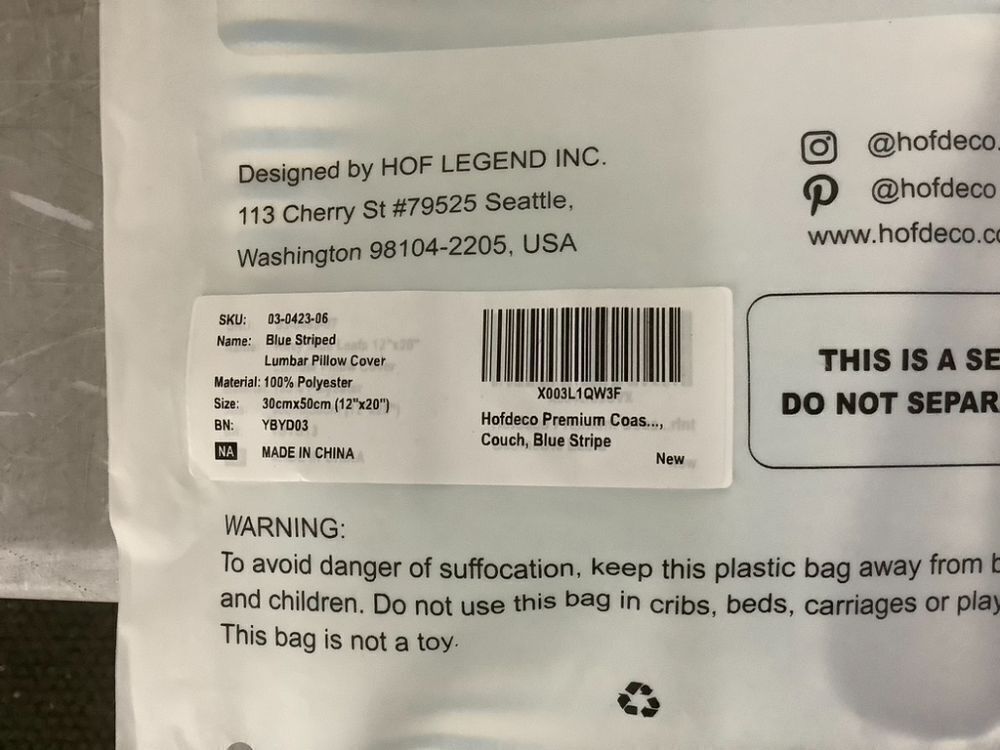 Designed by HOF LEGEND INC.
113 Cherry St #79525 Seattle,
Washington 98104-2205, USA
@hofdeco.
@hofdeco
www.hofdeco.co
SKU: 03-0423-06
Name: Blue Striped
Lumbar Pillow Cover
Material: 100% Polyester
Size: 30cmx50cm (12"x20")
BN: YBYD03
NA MADE IN CHINA
X003L1QW3F
Hofdeco Premium Coas...,
Couch, Blue Stripe
New
THIS IS A SE
DO NOT SEPAR
WARNING:
To avoid danger of suffocation, keep this plastic bag away from b
and children. Do not use this bag in cribs, beds, carriages or play
This bag is not a toy.